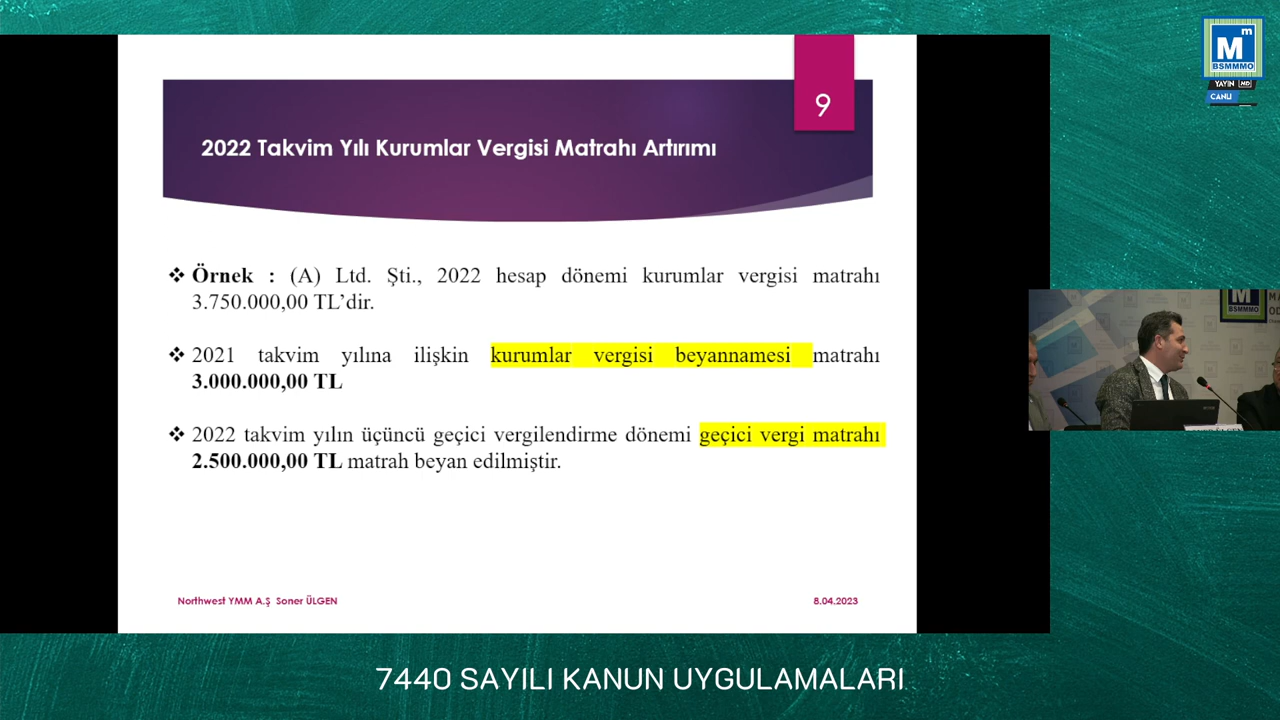 9
2022 Takvim Yılı Kurumlar Vergisi Matrahı Artırımı
❖ Örnek : (A) Ltd. Şti., 2022 hesap dönemi kurumlar vergisi matrahı
3.750.000,00 TL’dir.
❖ 2021 takvim yılına ilişkin kurumlar vergisi beyannamesi matrahı
3.000.000,00 TL
❖ 2022 takvim yılın üçüncü geçici vergilendirme dönemi geçici vergi matrahı
2.500.000,00 TL matrah beyan edilmiştir.
Northwest YMM A.Ş Soner ÜLGEN
8.04.2023
7440 SAYILI KANUN UYGULAMALARI
Mm
BSMMMO
YAYIN HD
CANLI
M
BSMMMO